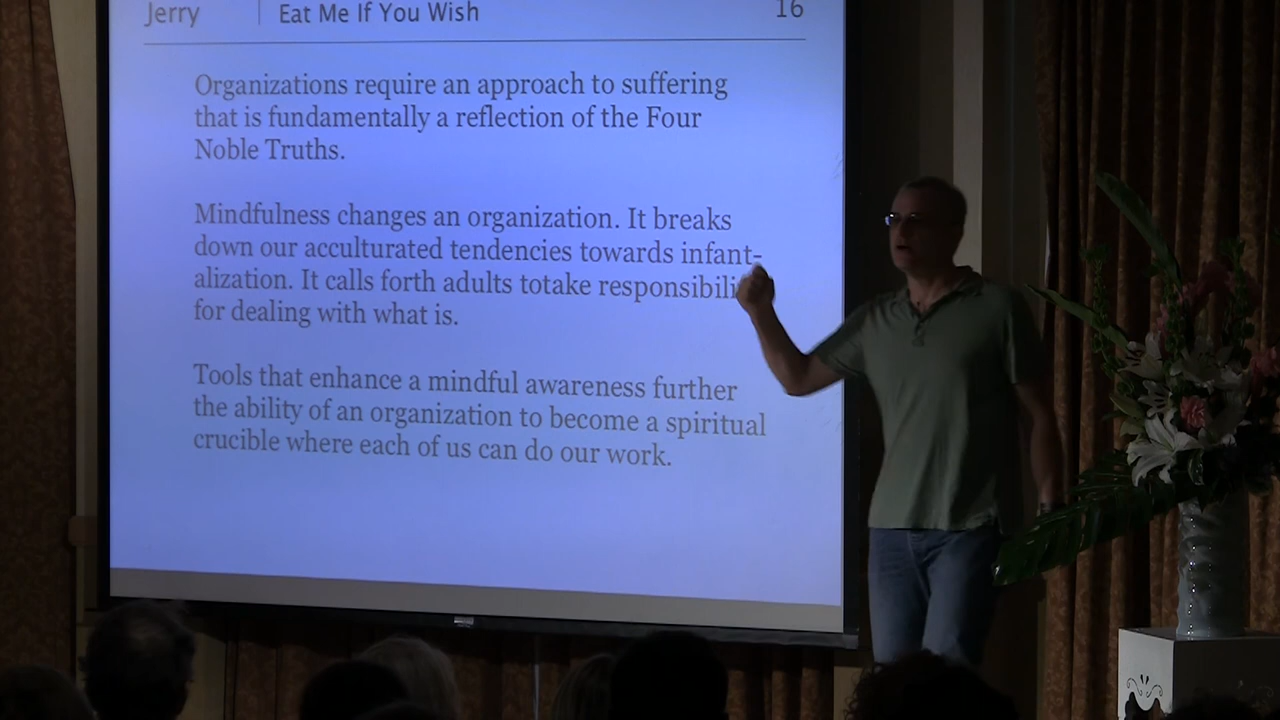 Jerry Eat Me If You Wish 16
Organizations require an approach to suffering
that is fundamentally a reflection of the Four
Noble Truths.
Mindfulness changes an organization. It breaks
down our acculturated tendencies towards infant-
alization. It calls forth adults totake responsibili
for dealing with what is.
Tools that enhance a mindful awareness further
the ability of an organization to become a spiritual
crucible where each of us can do our work.